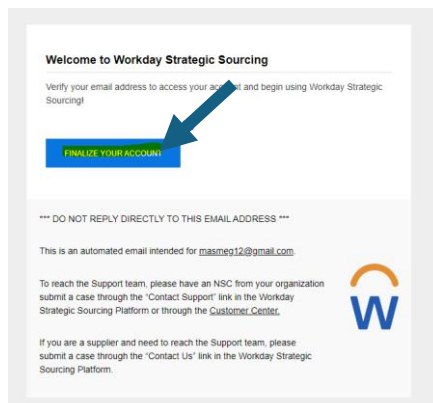 Welcome to Workday Strategic Sourcing
Verify your email address to access your account and begin using Workday Strategic
Sourcing!
FINALIZE YOUR ACCOUNT
*** DO NOT REPLY DIRECTLY TO THIS EMAIL ADDRESS ***
This is an automated email intended for masmeg12@gmail.com.
To reach the Support team, please have an NSC from your organization
submit a case through the "Contact Support" link in the Workday
Strategic Sourcing Platform or through the Customer Center.
If you are a supplier and need to reach the Support team, please
submit a case through the "Contact Us" link in the Workday Strategic
Sourcing Platform.
W